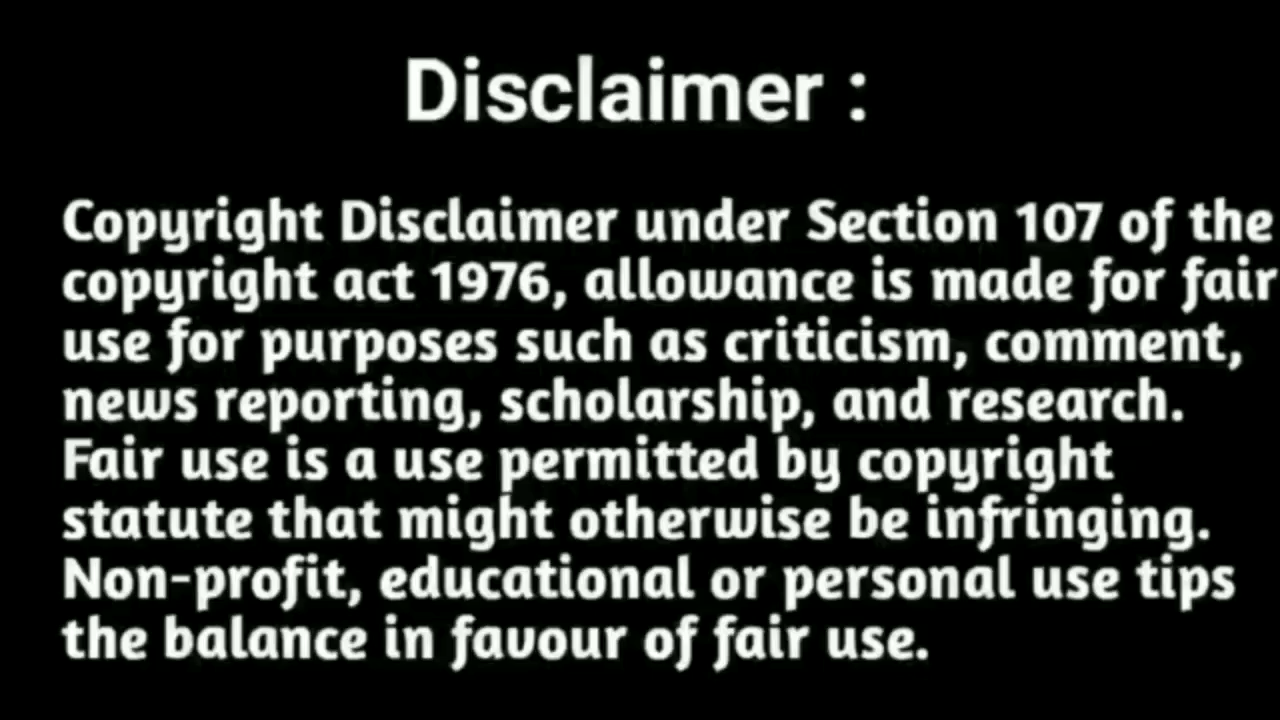 Disclaimer :
Copyright Disclaimer under Section 107 of the
copyright act 1976, allowance is made for fair
use for purposes such as criticism, comment,
news reporting, scholarship, and research.
Fair use is a use permitted by copyright
statute that might otherwise be infringing.
Non-profit, educational or personal use tips
the balance in favour of fair use.